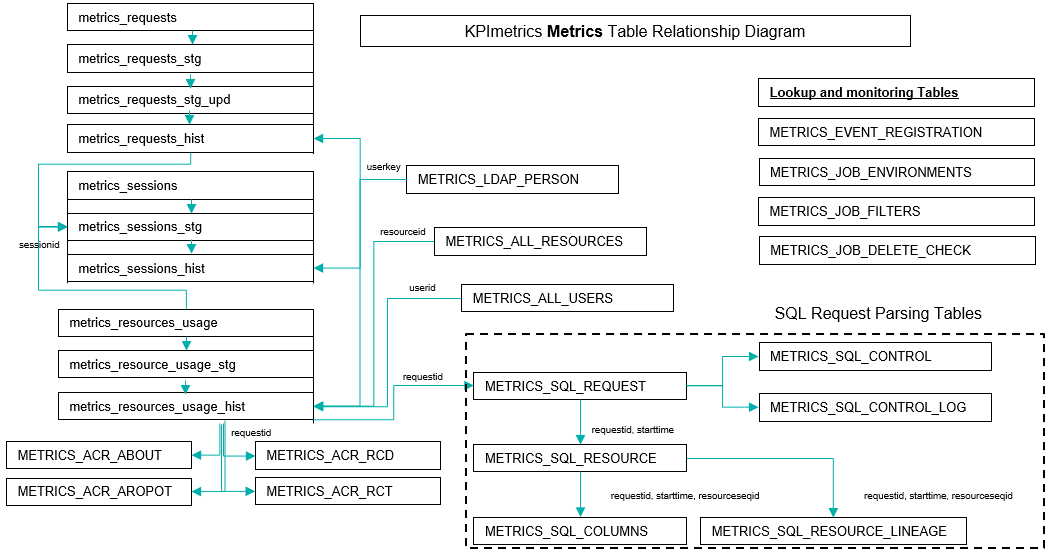 KPImetrics Metrics Table Relationship Diagram
metrics_requests
metrics_requests_stg
metrics_requests_stg_upd
metrics_requests_hist
metrics_sessions
metrics_sessions_stg
sessionid
metrics_sessions_hist
metrics_resources_usage
metrics_resource_usage_stg
metrics_resources_usage_hist
requestid
METRICS_ACR_ABOUT
METRICS_ACR_RCD
METRICS_ACR_AROPOT
METRICS_ACR_RCT
userkey
METRICS_LDAP_PERSON
resourceid
METRICS_ALL_RESOURCES
userid
METRICS_ALL_USERS
Lookup and monitoring Tables
METRICS_EVENT_REGISTRATION
METRICS_JOB_ENVIRONMENTS
METRICS_JOB_FILTERS
METRICS_JOB_DELETE_CHECK
SQL Request Parsing Tables
requestid
METRICS_SQL_REQUEST
METRICS_SQL_CONTROL
METRICS_SQL_CONTROL_LOG
requestid, starttime
METRICS_SQL_RESOURCE
requestid, starttime, resourceseqid
requestid, starttime, resourceseqid
METRICS_SQL_COLUMNS
METRICS_SQL_RESOURCE_LINEAGE